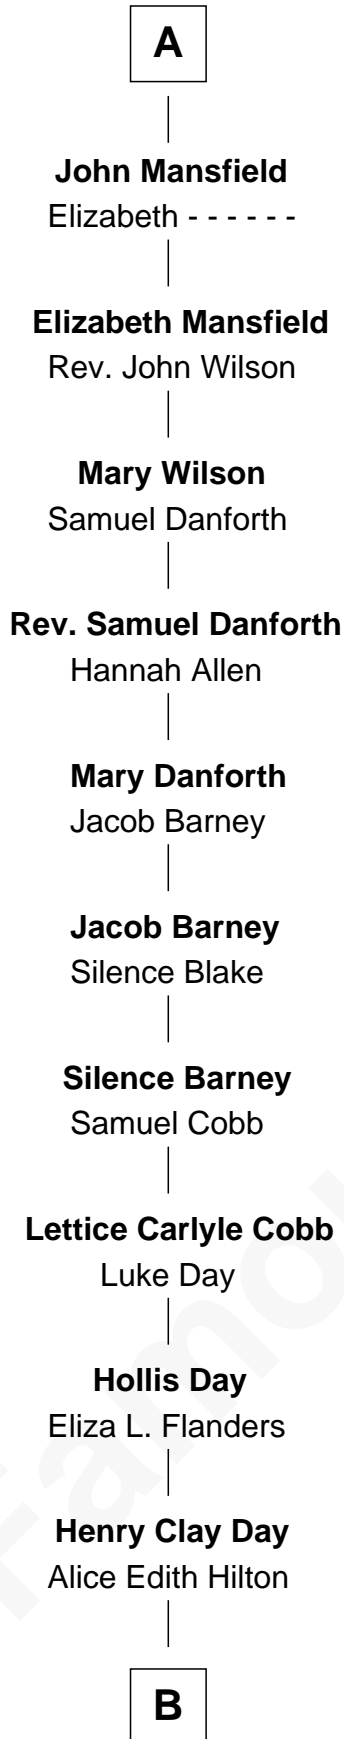 A
John Mansfield
Elizabeth - - - - - -
Elizabeth Mansfield
Rev. John Wilson
Mary Wilson
Samuel Danforth
Rev. Samuel Danforth
Hannah Allen
Mary Danforth
Jacob Barney
Jacob Barney
Silence Blake
Silence Barney
Samuel Cobb
Lettice Carlyle Cobb
Luke Day
Hollis Day
Eliza L. Flanders
Henry Clay Day
Alice Edith Hilton
B